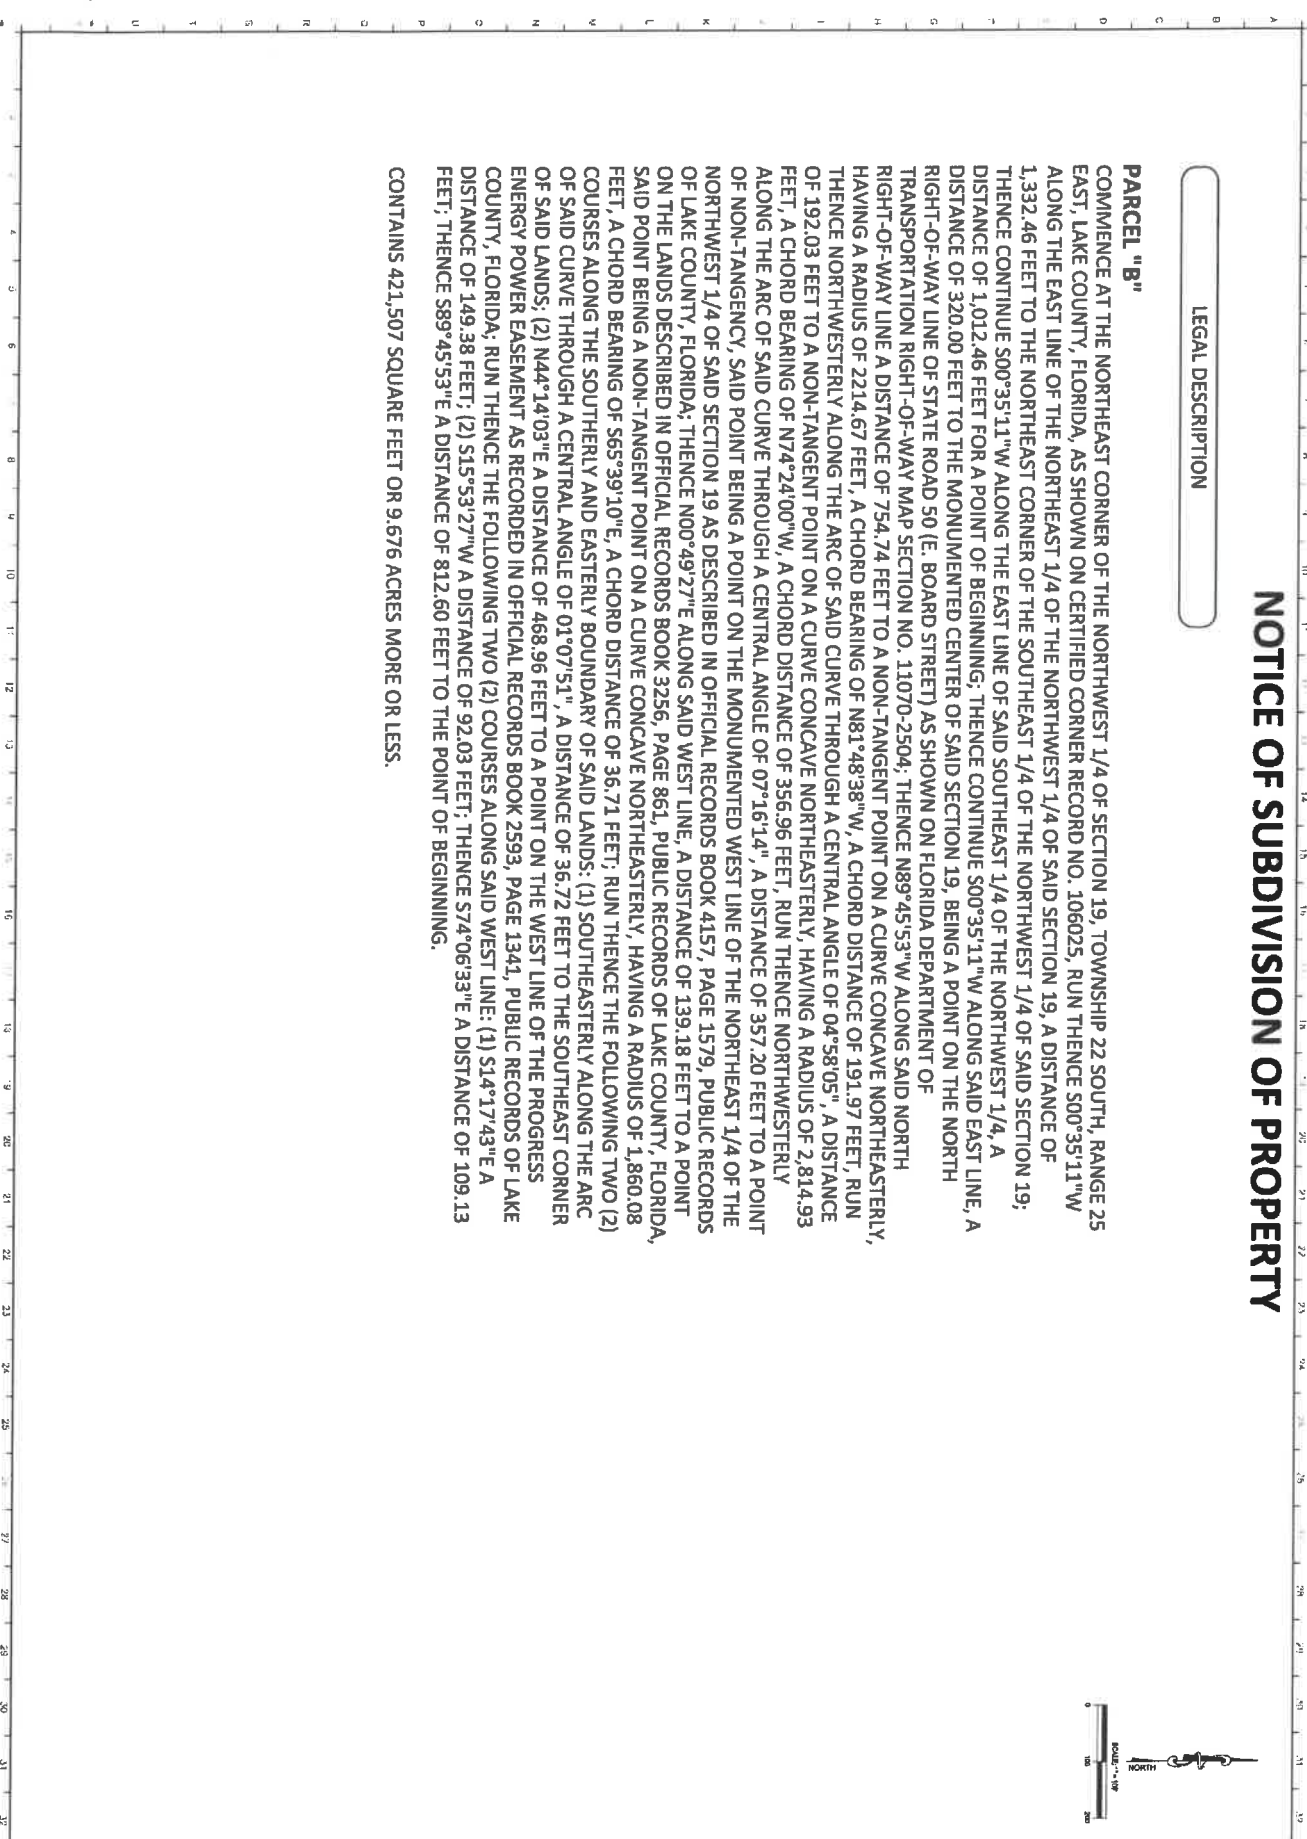 NOTICE OF SUBDIVISION OF PROPERTY
LEGAL DESCRIPTION
PARCEL "B"
COMMENCE AT THE NORTHEAST CORNER OF THE NORTHWEST 1/4 OF SECTION 19, TOWNSHIP 22 SOUTH, RANGE 25
EAST, LAKE COUNTY, FLORIDA, AS SHOWN ON CERTIFIED CORNER RECORD NO. 106025, RUN THENCE S00°35'11"W
ALONG THE EAST LINE OF THE NORTHEAST 1/4 OF THE NORTHWEST 1/4 OF SAID SECTION 19, A DISTANCE OF
1,332.46 FEET TO THE NORTHEAST CORNER OF THE SOUTHEAST 1/4 OF THE NORTHWEST 1/4 OF SAID SECTION 19;
THENCE CONTINUE S00°35'11"W ALONG THE EAST LINE OF SAID SOUTHEAST 1/4 OF THE NORTHWEST 1/4, A
DISTANCE OF 1,012.46 FEET FOR A POINT OF BEGINNING; THENCE CONTINUE S00°35'11"W ALONG SAID EAST LINE, A
DISTANCE OF 320.00 FEET TO THE MONUMENTED CENTER OF SAID SECTION 19, BEING A POINT ON THE NORTH
RIGHT-OF-WAY LINE OF STATE ROAD 50 (E. BOARD STREET) AS SHOWN ON FLORIDA DEPARTMENT OF
TRANSPORTATION RIGHT-OF-WAY MAP SECTION NO. 11070-2504; THENCE N89°45'53"W ALONG SAID NORTH
RIGHT-OF-WAY LINE A DISTANCE OF 754.74 FEET TO A NON-TANGENT POINT ON A CURVE CONCAVE NORTHEASTERLY,
HAVING A RADIUS OF 2214.67 FEET, A CHORD BEARING OF N81°48'38"W, A CHORD DISTANCE OF 191.97 FEET, RUN
THENCE NORTHWESTERLY ALONG THE ARC OF SAID CURVE THROUGH A CENTRAL ANGLE OF 04°58'05", A DISTANCE
OF 192.03 FEET TO A NON-TANGENT POINT ON A CURVE CONCAVE NORTHEASTERLY, HAVING A RADIUS OF 2,814.93
FEET, A CHORD BEARING OF N74°24'00"W, A CHORD DISTANCE OF 356.96 FEET, RUN THENCE NORTHWESTERLY
ALONG THE ARC OF SAID CURVE THROUGH A CENTRAL ANGLE OF 07°16'14", A DISTANCE OF 357.20 FEET TO A POINT
OF NON-TANGENCY, SAID POINT BEING A POINT ON THE MONUMENTED WEST LINE OF THE NORTHEAST 1/4 OF THE
NORTHWEST 1/4 OF SAID SECTION 19 AS DESCRIBED IN OFFICIAL RECORDS BOOK 4157, PAGE 1579, PUBLIC RECORDS
OF LAKE COUNTY, FLORIDA; THENCE N00°49'27"E ALONG SAID WEST LINE, A DISTANCE OF 139.18 FEET TO A POINT
ON THE LANDS DESCRIBED IN OFFICIAL RECORDS BOOK 3256, PAGE 861, PUBLIC RECORDS OF LAKE COUNTY, FLORIDA,
SAID POINT BEING A NON-TANGENT POINT ON A CURVE CONCAVE NORTHEASTERLY, HAVING A RADIUS OF 1,860.08
FEET, A CHORD BEARING OF S65°39'10"E, A CHORD DISTANCE OF 36.71 FEET; RUN THENCE THE FOLLOWING TWO (2)
COURSES ALONG THE SOUTHERLY AND EASTERLY BOUNDARY OF SAID LANDS: (1) SOUTHEASTERLY ALONG THE ARC
OF SAID CURVE THROUGH A CENTRAL ANGLE OF 01°07'51", A DISTANCE OF 36.72 FEET TO THE SOUTHEAST CORNER
OF SAID LANDS; (2) N44°14'03"E A DISTANCE OF 468.96 FEET TO A POINT ON THE WEST LINE OF THE PROGRESS
ENERGY POWER EASEMENT AS RECORDED IN OFFICIAL RECORDS BOOK 2593, PAGE 1341, PUBLIC RECORDS OF LAKE
COUNTY, FLORIDA; RUN THENCE THE FOLLOWING TWO (2) COURSES ALONG SAID WEST LINE: (1) S14°17'43"E A
DISTANCE OF 149.38 FEET; (2) S15°53'27"W A DISTANCE OF 92.03 FEET; THENCE S74°06'33"E A DISTANCE OF 109.13
FEET; THENCE S89°45'53"E A DISTANCE OF 812.60 FEET TO THE POINT OF BEGINNING.
CONTAINS 421,507 SQUARE FEET OR 9.676 ACRES MORE OR LESS.
NORTH
0 100 200